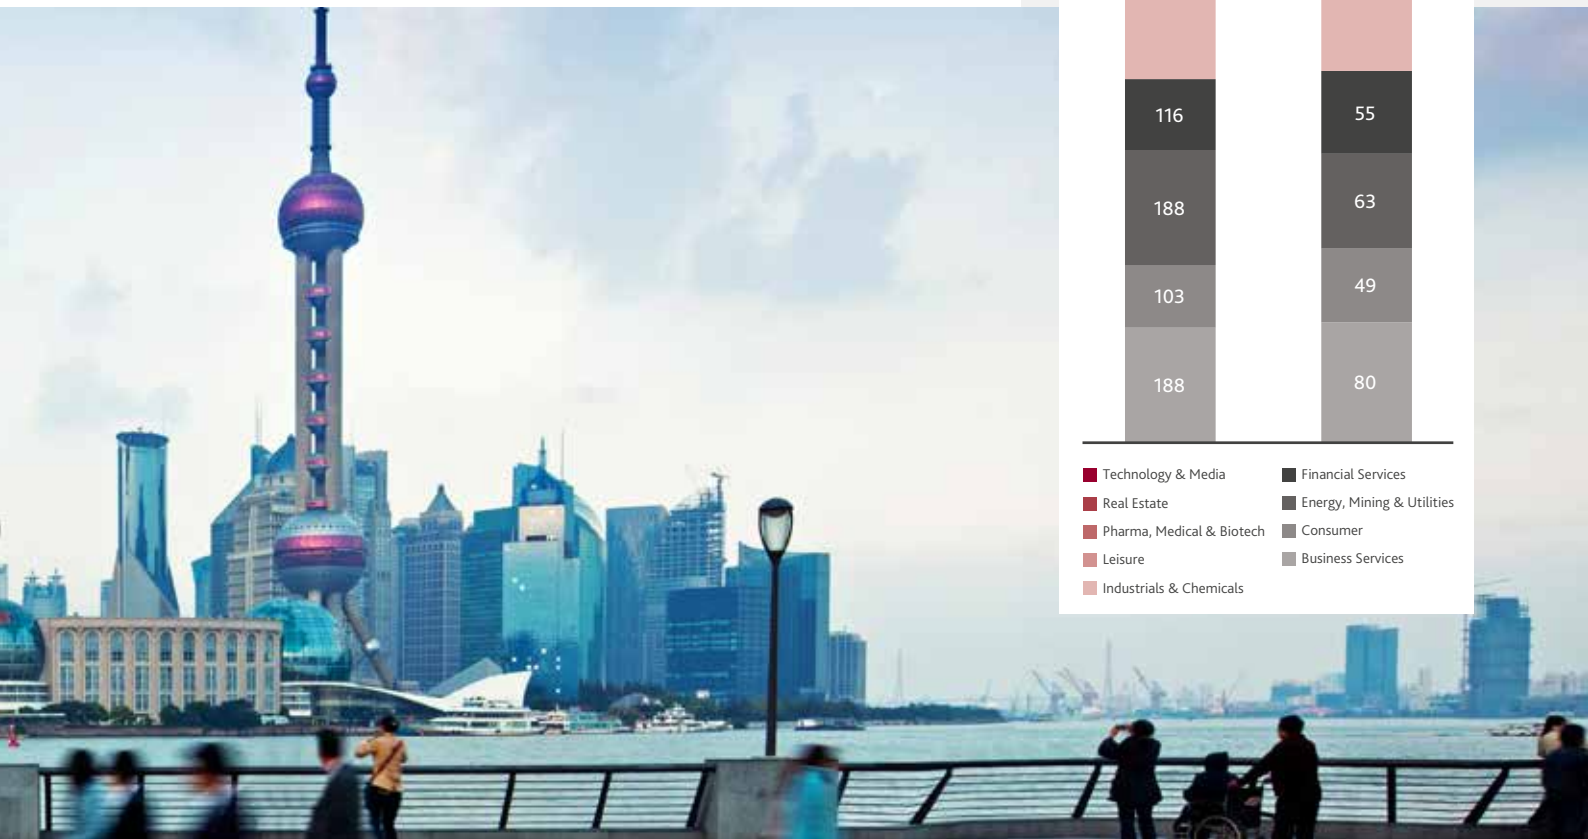 116
55
188
63
103
49
188
80
Technology & Media
Real Estate
Pharma, Medical & Biotech
Leisure
Industrials & Chemicals
Financial Services
Energy, Mining & Utilities
Consumer
Business Services